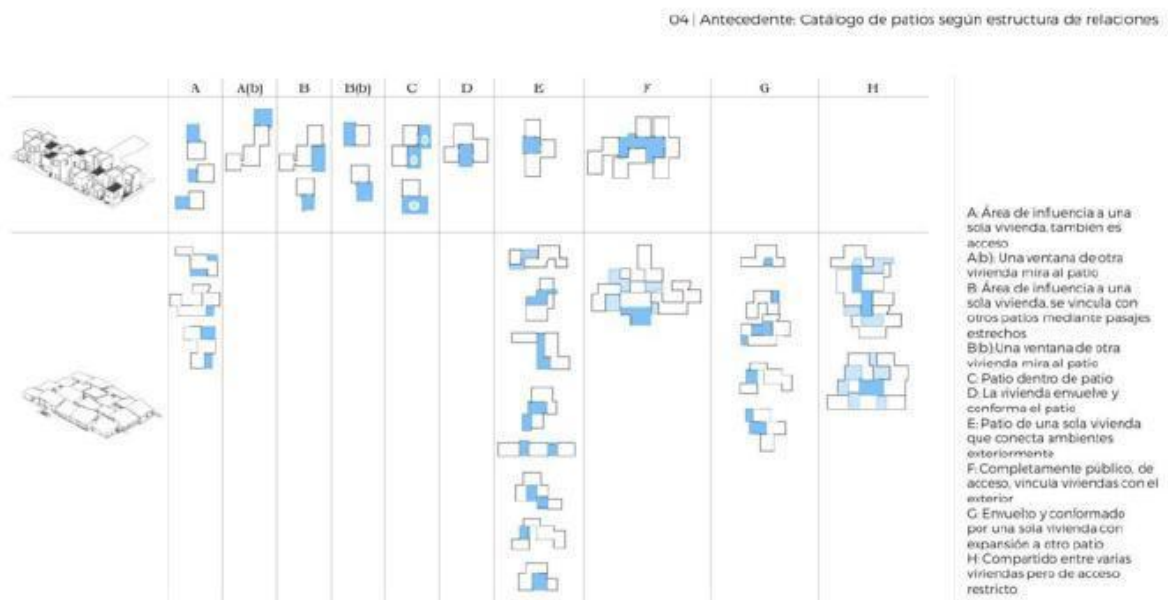 04 | Antecedente: Catálogo de patios según estructura de relaciones
A A(b) B B(b) C D E F G H
A: Área de influencia a una
sola vivienda, también es
acceso
A(b): Una ventana de otra
vivienda mira al patio
B: Área de influencia a una
sola vivienda, se vincula con
otros patios mediante pasajes
estrechos
B(b):Una ventana de otra
vivienda mira al patio
C: Patio dentro de patio
D: La vivienda envuelve y
conforma el patio
E: Patio de una sola vivienda
que conecta ambientes
exteriormente
F: Completamente público, de
acceso, vincula viviendas con el
exterior
G: Envuelto y conformado
por una sola vivienda con
expansión a otro patio
H: Compartido entre varias
viviendas pero de acceso
restricto